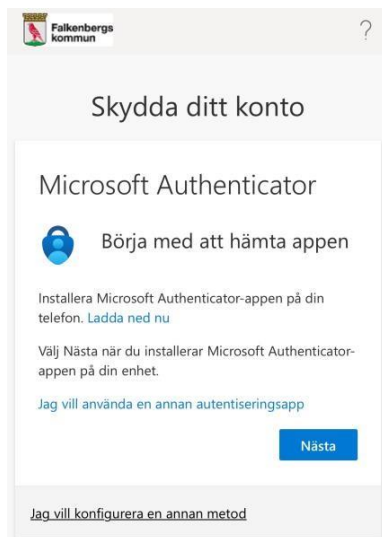 Falkenbergs
kommun
?
Skydda ditt konto
Microsoft Authenticator
Börja med att hämta appen
Installera Microsoft Authenticator-appen på din
telefon. Ladda ned nu
Välj Nästa när du installerar Microsoft Authenticator-
appen på din enhet.
Jag vill använda en annan autentiseringsapp
Nästa
Jag vill konfigurera en annan metod